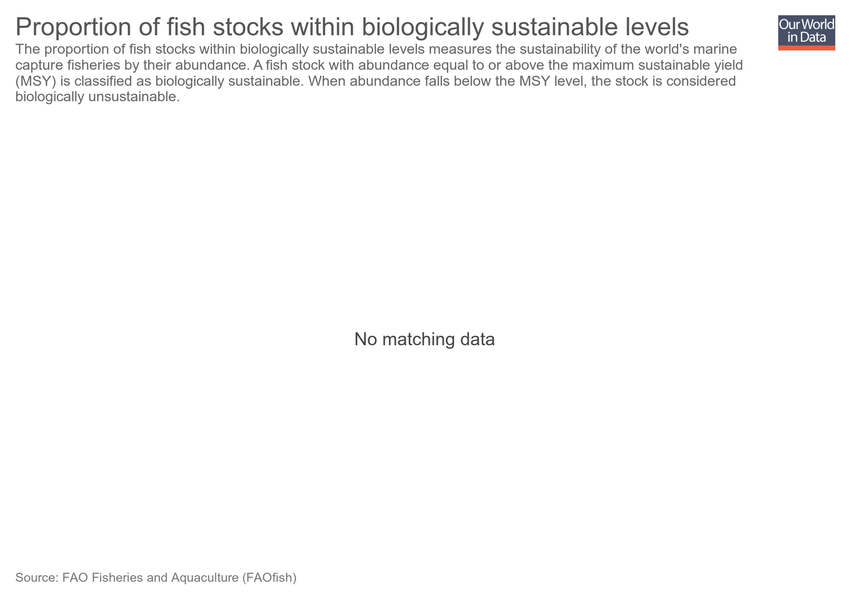 Proportion of fish stocks within biologically sustainable levels
Our World
in Data
The proportion of fish stocks within biologically sustainable levels measures the sustainability of the world's marine
capture fisheries by their abundance. A fish stock with abundance equal to or above the maximum sustainable yield
(MSY) is classified as biologically sustainable. When abundance falls below the MSY level, the stock is considered
biologically unsustainable.
No matching data
Source: FAO Fisheries and Aquaculture (FAOfish)